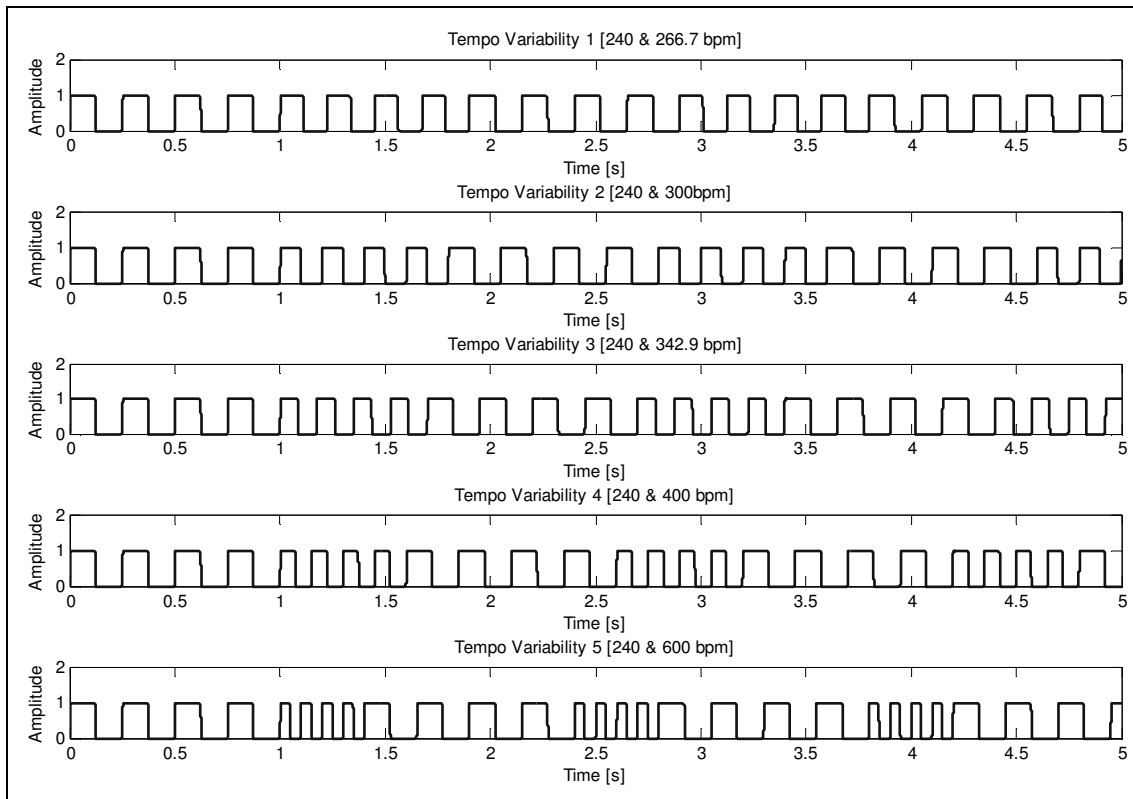 Tempo Variability 1 [240 & 266.7 bpm]
2
1
0
Amplitude
0 0.5 1 1.5 2 2.5 3 3.5 4 4.5 5
Time [s]
Tempo Variability 2 [240 & 300bpm]
2
1
0
Amplitude
0 0.5 1 1.5 2 2.5 3 3.5 4 4.5 5
Time [s]
Tempo Variability 3 [240 & 342.9 bpm]
2
1
0
Amplitude
0 0.5 1 1.5 2 2.5 3 3.5 4 4.5 5
Time [s]
Tempo Variability 4 [240 & 400 bpm]
2
1
0
Amplitude
0 0.5 1 1.5 2 2.5 3 3.5 4 4.5 5
Time [s]
Tempo Variability 5 [240 & 600 bpm]
2
1
0
Amplitude
0 0.5 1 1.5 2 2.5 3 3.5 4 4.5 5
Time [s]